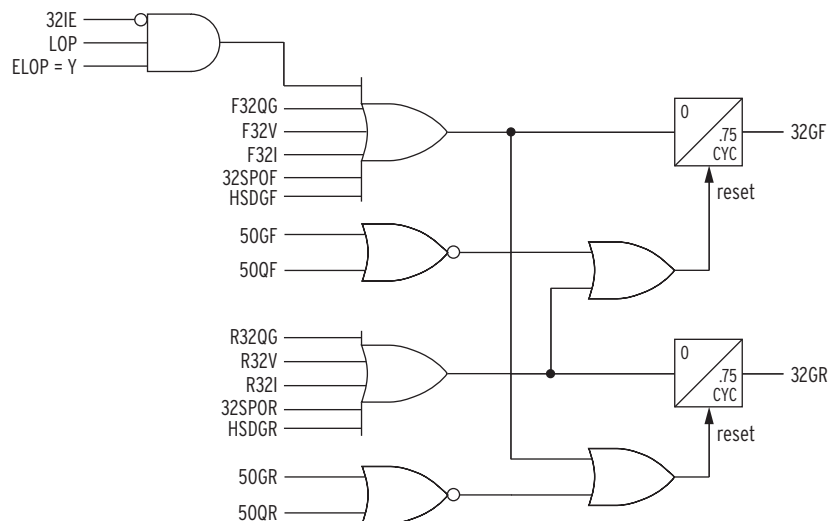 32IE
LOP
ELOP = Y
F32QG
F32V
F32I
32SPOF
HSDGF
0
.75
CYC
32GF
reset
50GF
50QF
R32QG
R32V
R32I
32SPOR
HSDGR
0
.75
CYC
32GR
reset
50GR
50QR